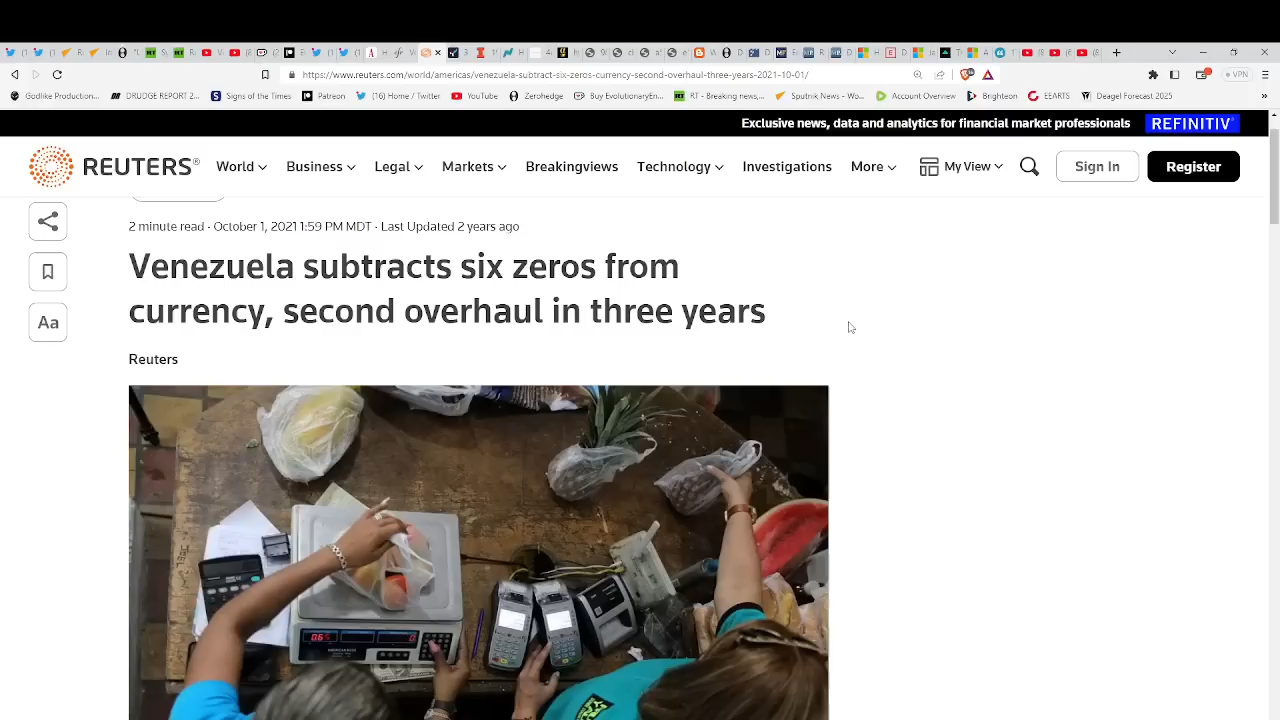 https://www.reuters.com/world/americas/venezuela-subtract-six-zeros-currency-second-overhaul-three-years-2021-10-01/
VPN
Godlike Production... DRUDGE REPORT 2... Signs of the Times Patreon (16) Home / Twitter YouTube Zerohedge Buy EvolutionaryEn... RT - Breaking news,... Sputnik News - Wo... Account Overview Brighteon EEARTS Deagel Forecast 2025 »
Exclusive news, data and analytics for financial market professionals REFINITIV
REUTERS® World Business Legal Markets Breakingviews Technology Investigations More My View Sign In Register
2 minute read · October 1, 2021 1:59 PM MDT · Last Updated 2 years ago
Venezuela subtracts six zeros from
currency, second overhaul in three years
Aa
Reuters